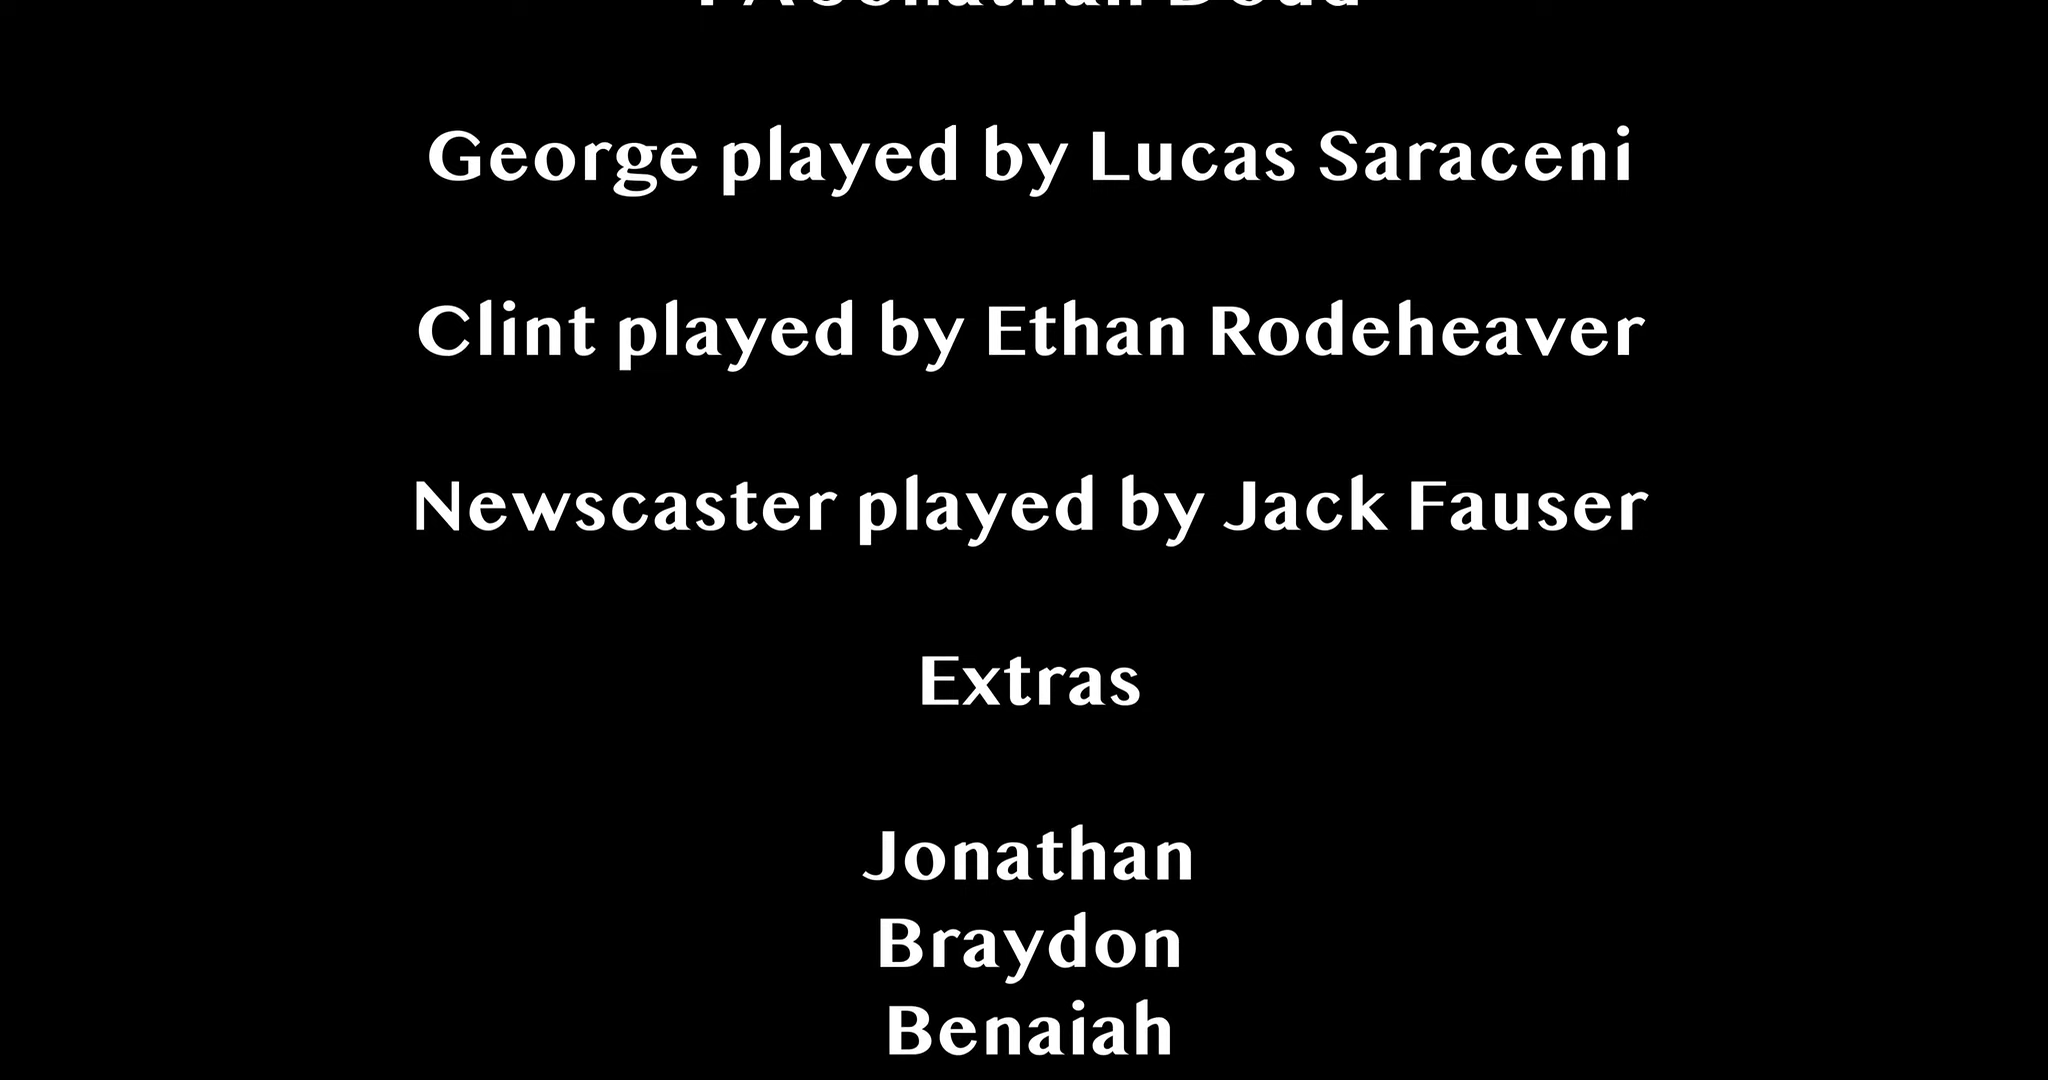 George played by Lucas Saraceni
Clint played by Ethan Rodeheaver
Newscaster played by Jack Fauser
Extras
Jonathan
Braydon
Benaiah